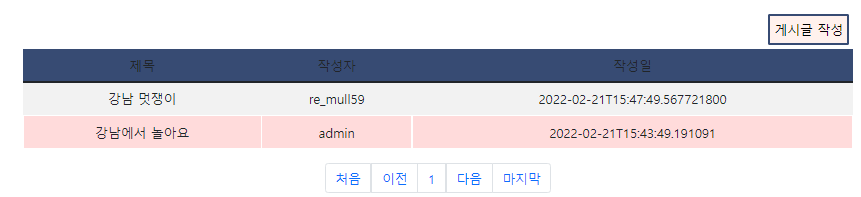 게시글 작성
제목 작성자 작성일
강남 멋쟁이 re_mull59 2022-02-21T15:47:49.567721800
강남에서 놀아요 admin 2022-02-21T15:43:49.191091
처음 이전 1 다음 마지막